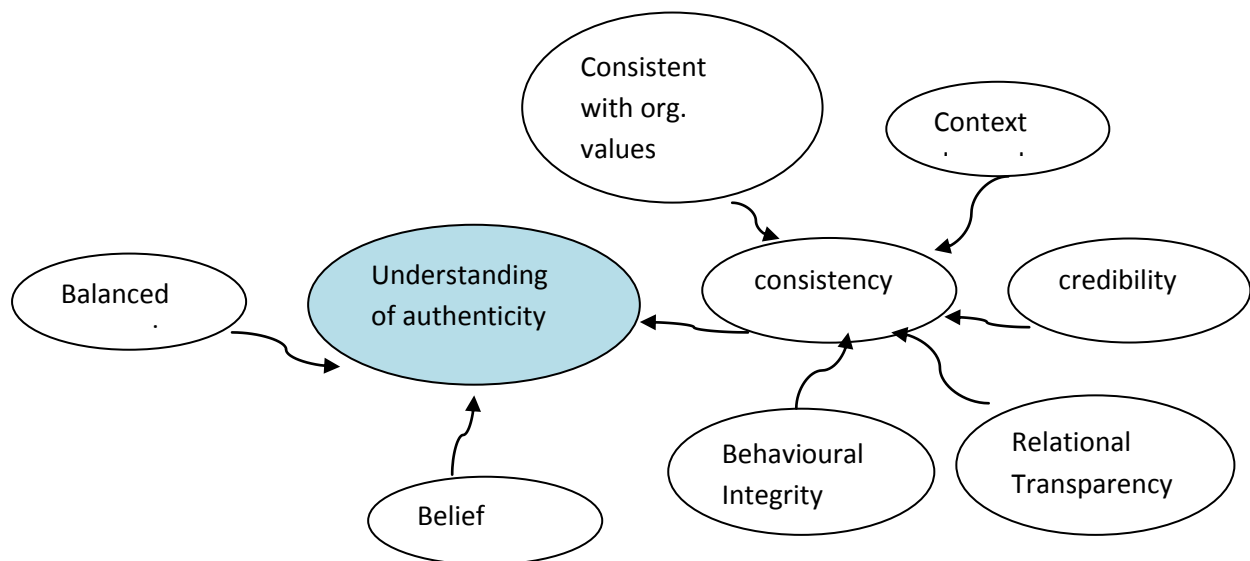 Consistent
with org.
values
Context
Understanding
of authenticity
consistency
credibility
Balanced
Behavioural
Integrity
Relational
Transparency
Belief